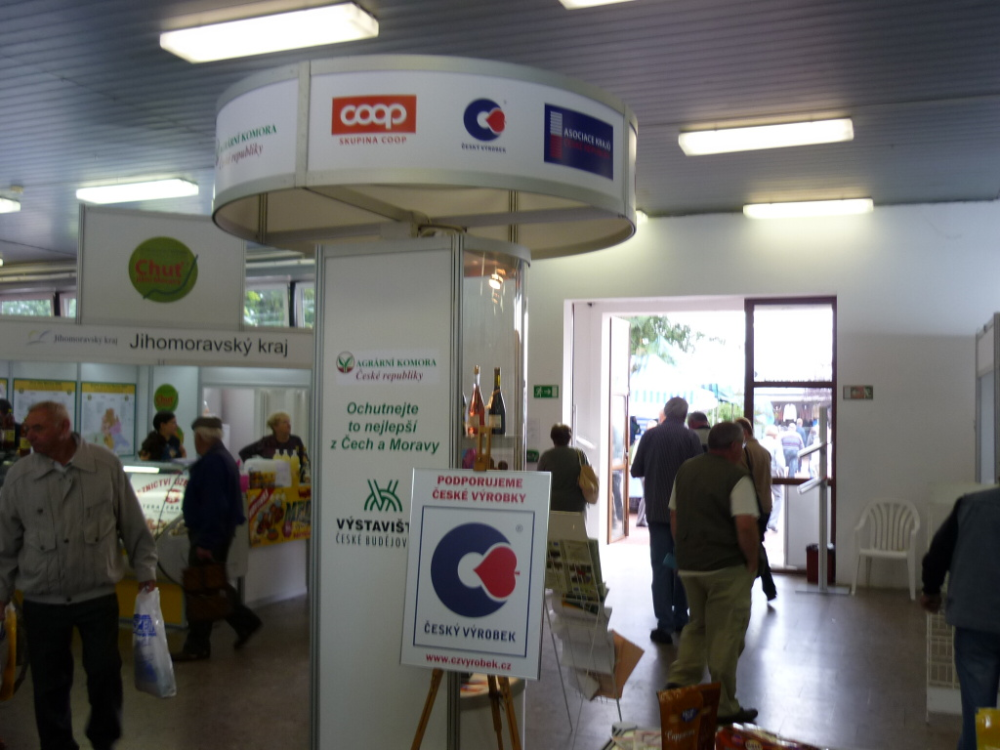 AGRÁRNÍ KOMORA
České republiky
coop
SKUPINA COOP
ČESKÝ VÝROBEK
ASOCIACE KRAJŮ
Chuť
Jihomoravský kraj
Jihomoravský kraj
AGRÁRNÍ KOMORA
České republiky
Ochutnejte
to nejlepší
z Čech a Moravy
VÝSTAVIŠT
ČESKÉ BUDĚJOV
PODPORUJEME
ČESKÉ VÝROBKY
®
ČESKÝ VÝROBEK
www.czvyrobek.cz